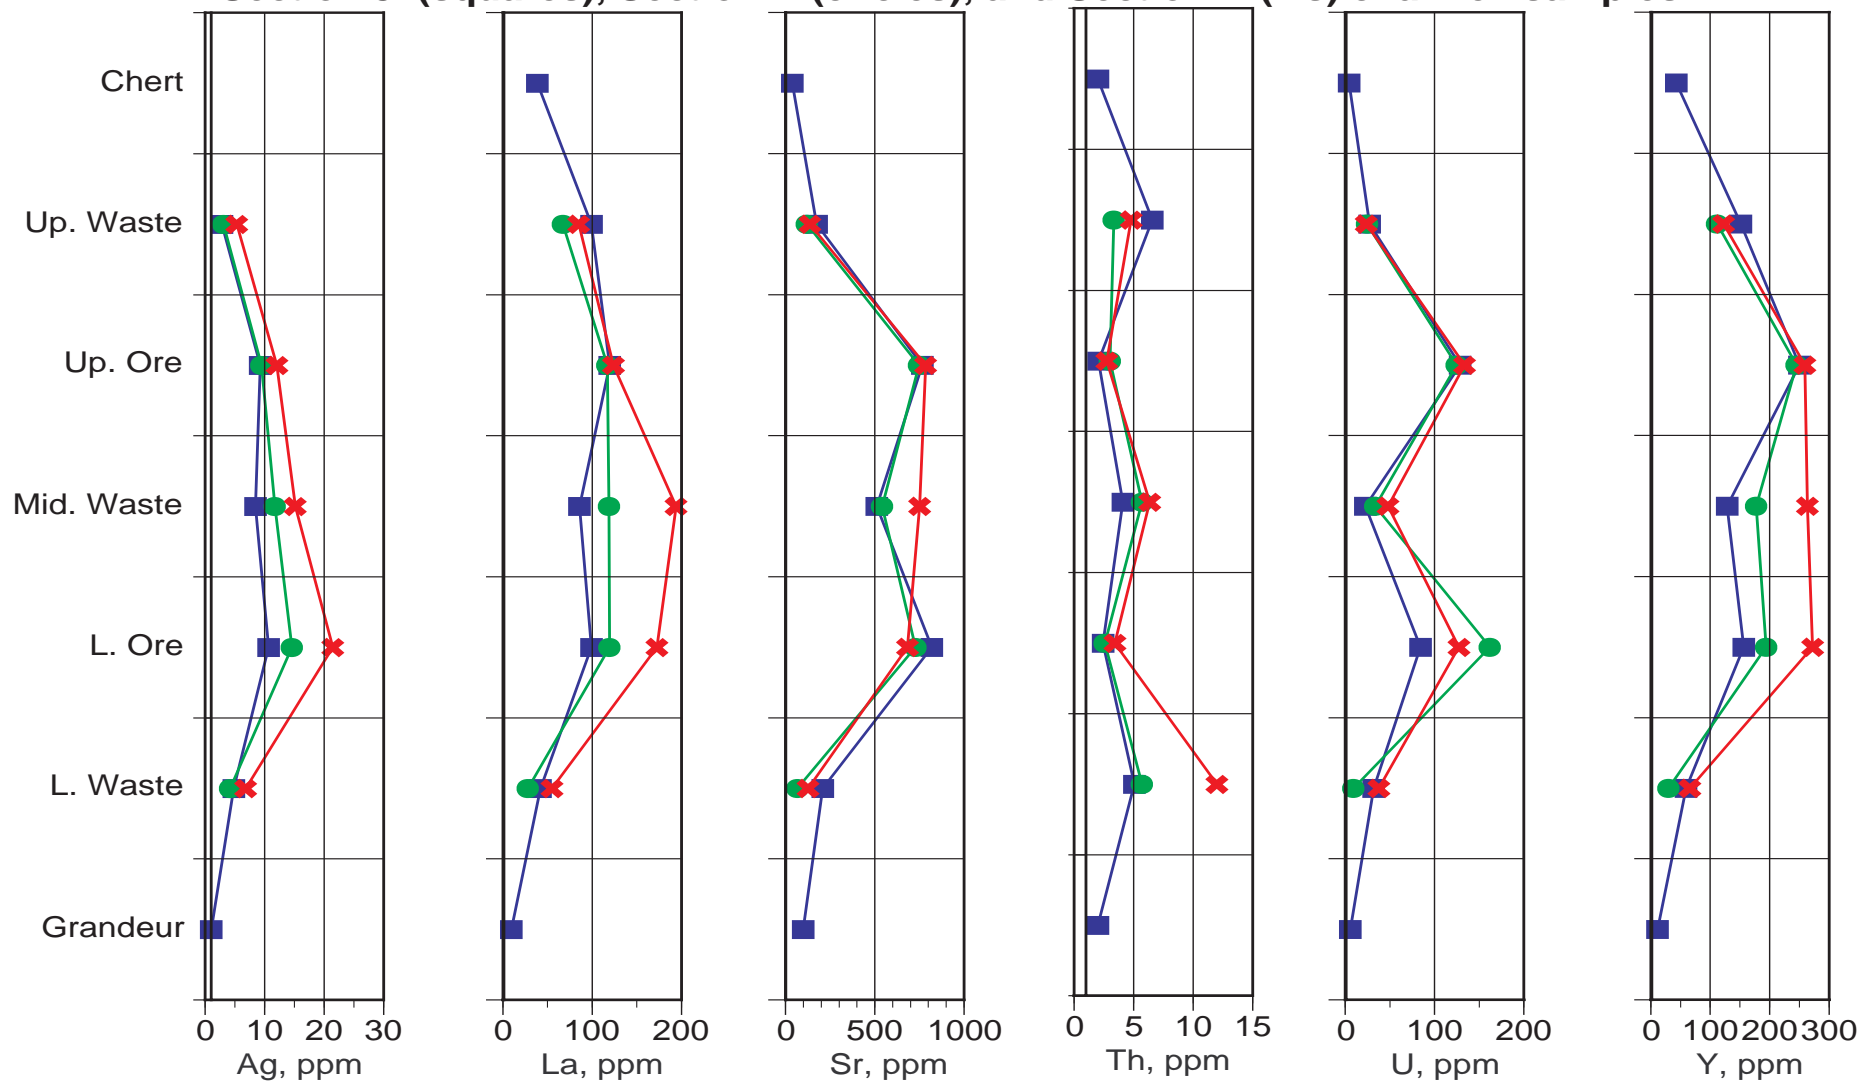 Chert
Up. Waste
Up. Ore
Mid. Waste
L. Ore
L. Waste
Grandeur
0 10 20 30
Ag, ppm
0 100 200
La, ppm
0 500 1000
Sr, ppm
0 5 10 15
Th, ppm
0 100 200
U, ppm
0 100 200 300
Y, ppm